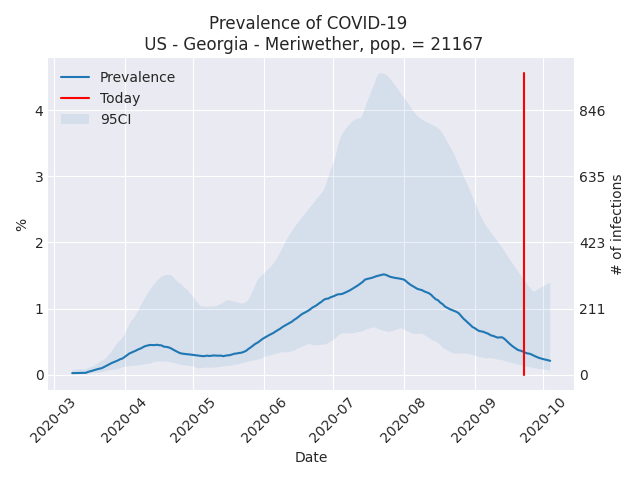 Prevalence of COVID-19
US - Georgia - Meriwether, pop. = 21167
Prevalence
Today
95CI
4
3
2
1
0
%
846
635
423
211
0
# of infections
2020-03
2020-04
2020-05
2020-06
2020-07
2020-08
2020-09
2020-10
Date